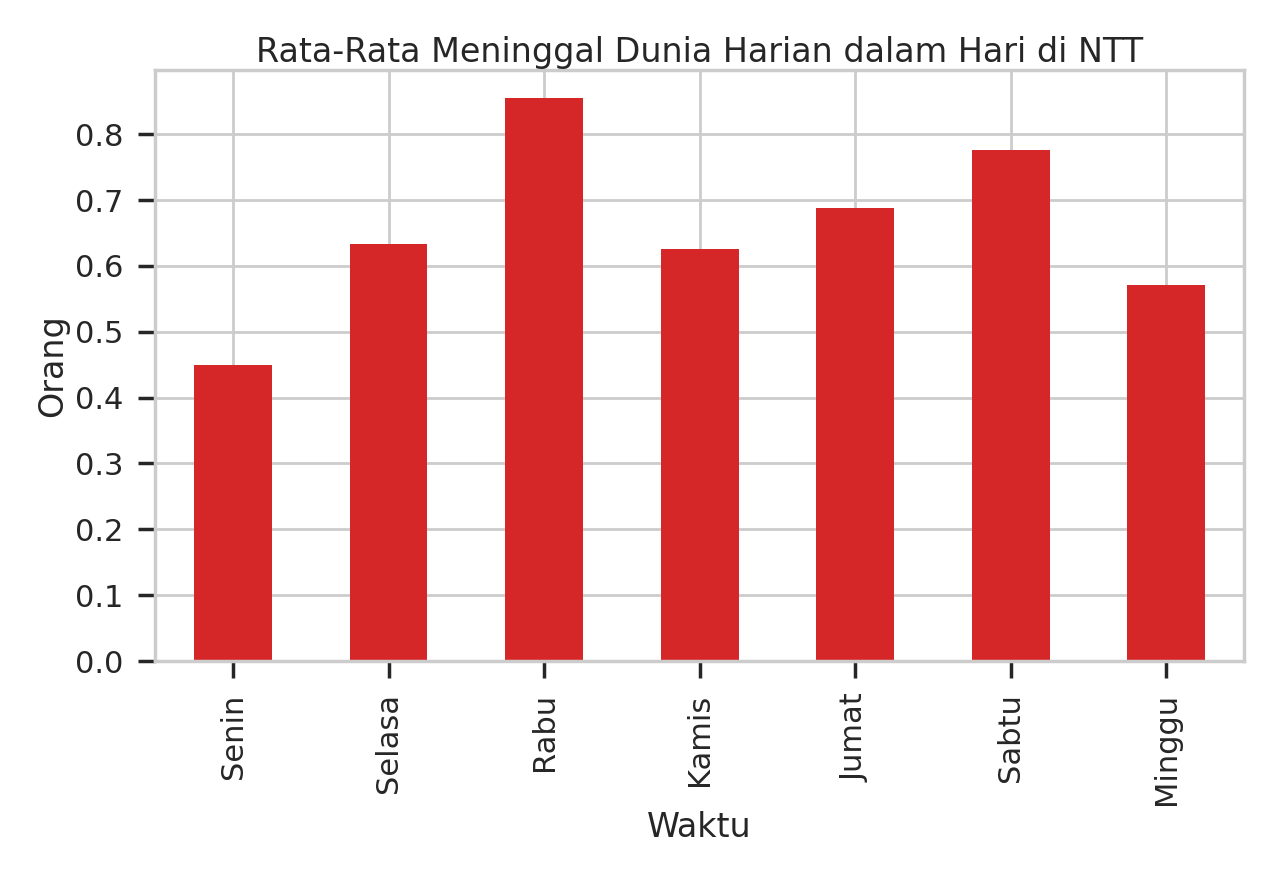 Rata-Rata Meninggal Dunia Harian dalam Hari di NTT
Orang
0.8
0.7
0.6
0.5
0.4
0.3
0.2
0.1
0.0
Senin
Selasa
Rabu
Kamis
Jumat
Sabtu
Minggu
Waktu